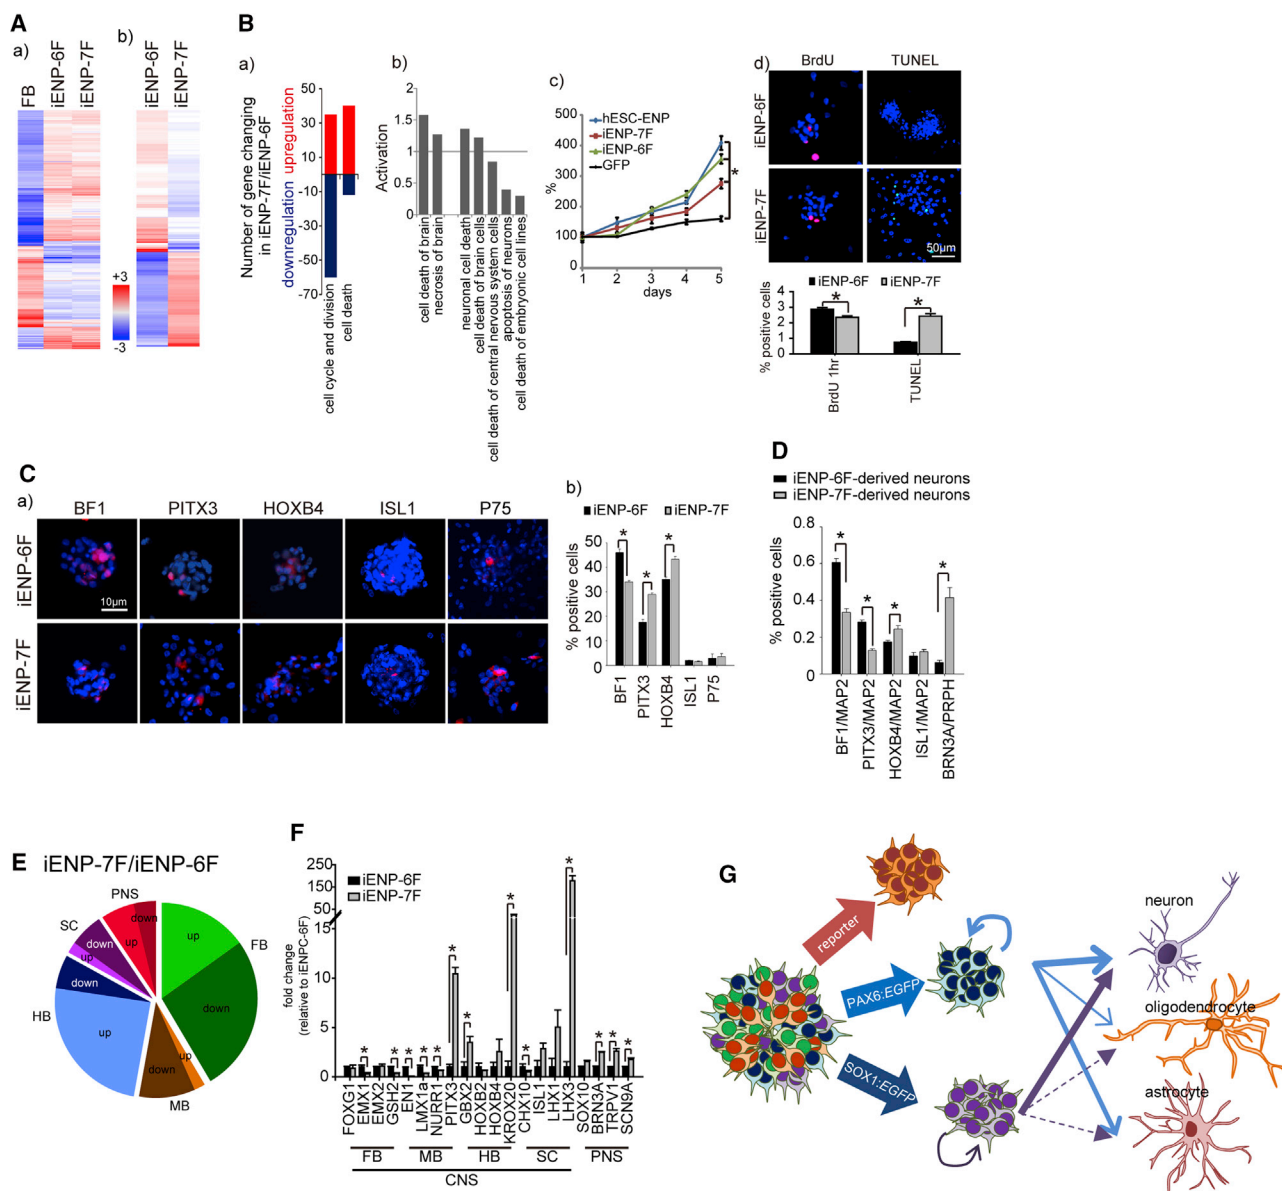 A
a)
b)
FB
iENP-6F
iENP-7F
iENP-6F
iENP-7F
+3
-3
B
a)
Number of gene changing
in iENP-7F/iENP-6F
downregulation upregulation
50
30
10
-10
-30
-50
-70
cell cycle and division
cell death
b)
Activation
2
1.5
1
0.5
0
cell death of brain
necrosis of brain
neuronal cell death
cell death of brain cells
cell death of central nervous system cells
apoptosis of neurons
cell death of embryonic cell lines
c)
%
500
400
300
200
100
0
hESC-ENP
iENP-7F
iENP-6F
GFP
*
1 2 3 4 5
days
d)
BrdU
TUNEL
iENP-6F
iENP-7F
50µm
iENP-6F
iENP-7F
% positive cells
4
3
2
1
0
*
*
BrdU 1hr
TUNEL
C
a)
BF1
PITX3
HOXB4
ISL1
P75
iENP-6F
10µm
iENP-7F
b)
iENP-6F
iENP-7F
% positive cells
50
40
30
20
10
0
*
*
*
BF1
PITX3
HOXB4
ISL1
P75
D
iENP-6F-derived neurons
iENP-7F-derived neurons
% positive cells
0.8
0.6
0.4
0.2
0
*
*
*
*
BF1/MAP2
PITX3/MAP2
HOXB4/MAP2
ISL1/MAP2
BRN3A/PRPH
E
iENP-7F/iENP-6F
PNS
down
up
SC
down
up
HB
down
up
FB
up
down
MB
up
down
F
fold change
(relative to iENPC-6F)
250
150
50
15
10
5
0
iENP-6F
iENP-7F
* * * * * * * * * * * * * *
FOXG1
EMX1
EMX2
GSH2
EN1
LMX1a
NURR1
PITX3
GBX2
HOXB2
HOXB4
KROX20
CHX10
ISL1
LHX1
LHX3
SOX10
BRN3A
TRPV1
SCN9A
FB
MB
HB
SC
PNS
CNS
G
reporter
PAX6:EGFP
SOX1:EGFP
neuron
oligodendrocyte
astrocyte